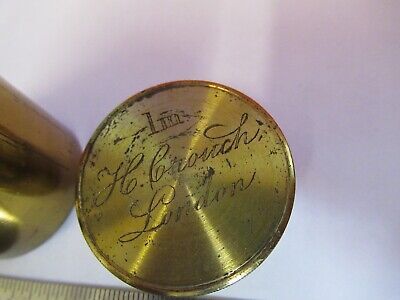 1in
H. Crouch,
London